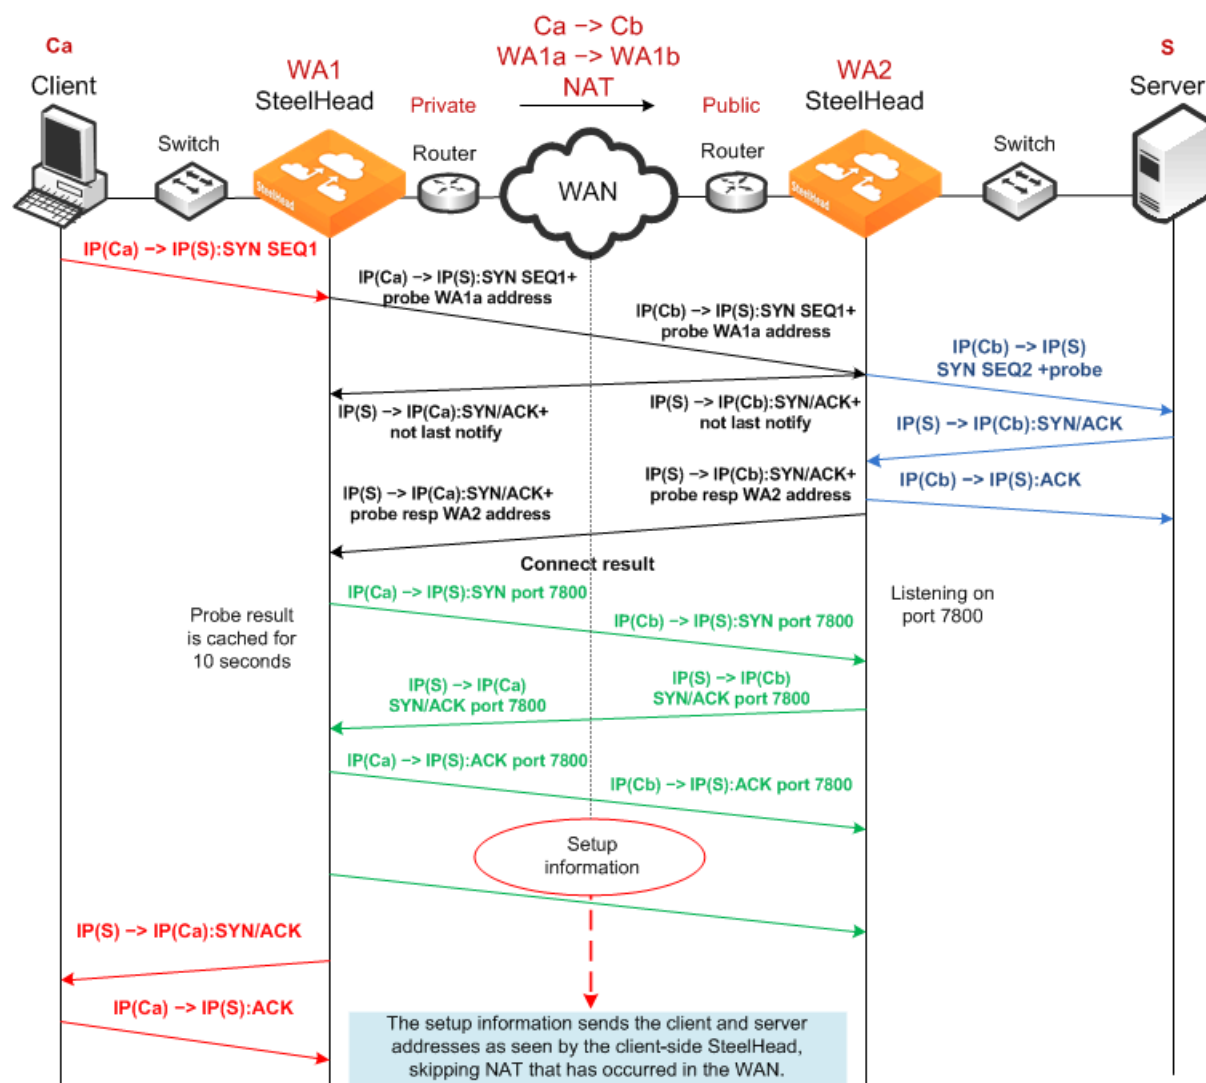 Ca
Client
Switch
WA1
SteelHead
SteelHead
Private
Router
Ca −> Cb
WA1a −> WA1b
NAT
WAN
Public
Router
WA2
SteelHead
SteelHead
Switch
S
Server
IP(Ca) −> IP(S):SYN SEQ1
IP(Ca) −> IP(S):SYN SEQ1+
probe WA1a address
IP(Cb) −> IP(S):SYN SEQ1+
probe WA1a address
IP(Cb) −> IP(S)
SYN SEQ2 +probe
IP(S) −> IP(Ca):SYN/ACK+
not last notify
IP(S) −> IP(Cb):SYN/ACK+
not last notify
IP(S) −> IP(Cb):SYN/ACK
IP(S) −> IP(Ca):SYN/ACK+
probe resp WA2 address
IP(S) −> IP(Cb):SYN/ACK+
probe resp WA2 address
IP(Cb) −> IP(S):ACK
Connect result
Probe result
is cached for
10 seconds
IP(Ca) −> IP(S):SYN port 7800
IP(Cb) −> IP(S):SYN port 7800
Listening on
port 7800
IP(S) −> IP(Ca)
SYN/ACK port 7800
IP(S) −> IP(Cb)
SYN/ACK port 7800
IP(Ca) −> IP(S):ACK port 7800
IP(Cb) −> IP(S):ACK port 7800
Setup
information
IP(S) −> IP(Ca):SYN/ACK
IP(Ca) −> IP(S):ACK
The setup information sends the client and server
addresses as seen by the client-side SteelHead,
skipping NAT that has occurred in the WAN.